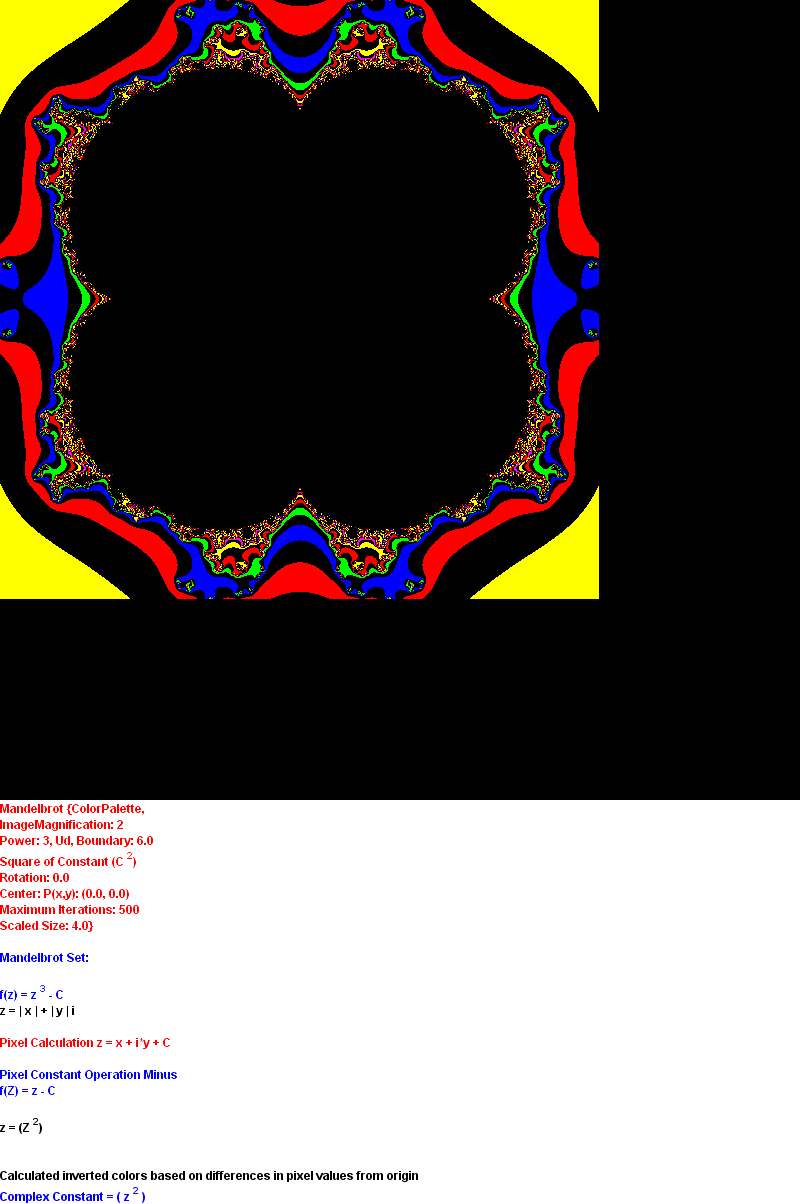 Mandelbrot {ColorPalette,
ImageMagnification: 2
Power: 3, Ud, Boundary: 6.0
Square of Constant (C ²)
Rotation: 0.0
Center: P(x,y): (0.0, 0.0)
Maximum Iterations: 500
Scaled Size: 4.0}
Mandelbrot Set:
f(z) = z ³ - C
z = | x | + | y | i
Pixel Calculation z = x + i*y + C
Pixel Constant Operation Minus
f(Z) = z - C
z = (Z ²)
Calculated inverted colors based on differences in pixel values from origin
Complex Constant = ( z ² )